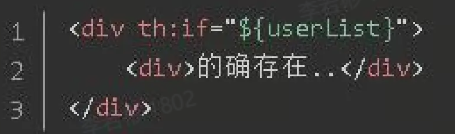 1 <div th:if="${userList}">
2     <div>的确存在..</div>
3 </div>